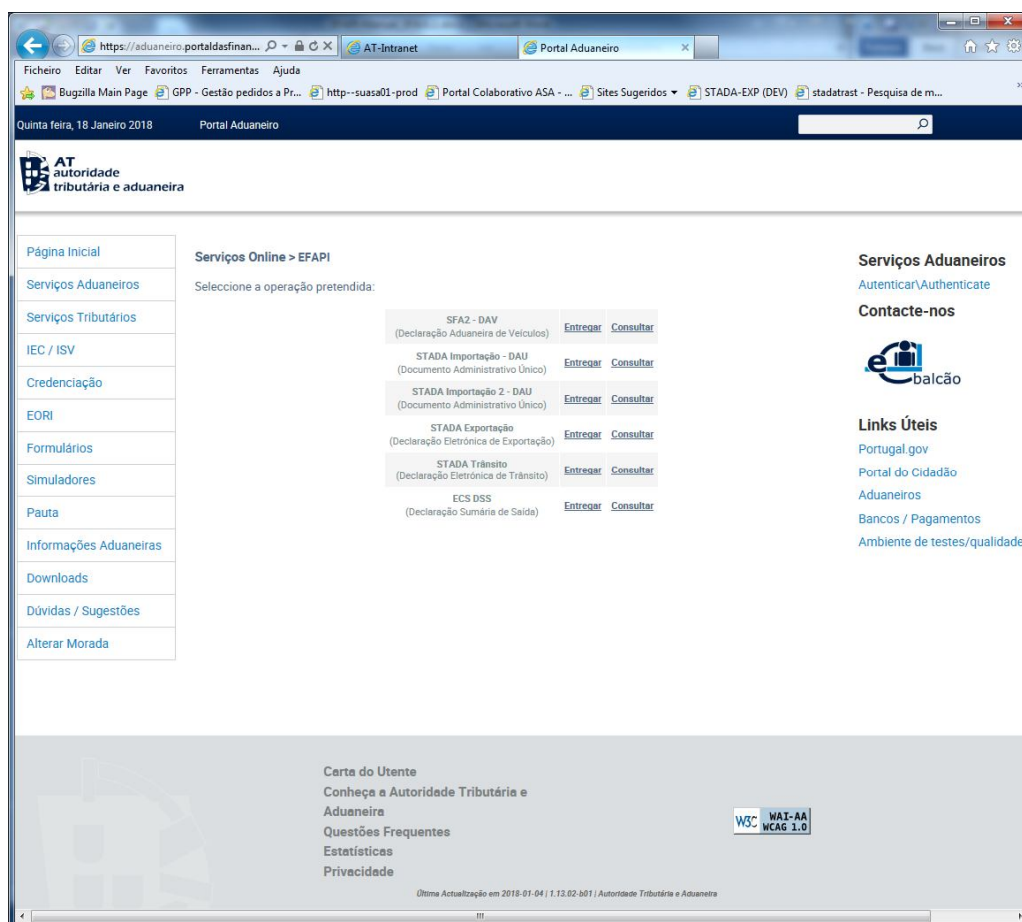 https://aduaneiro.portaldasfinan...
AT-Intranet
Portal Aduaneiro
Ficheiro Editar Ver Favoritos Ferramentas Ajuda
Bugzilla Main Page GPP - Gestão pedidos a Pr... http--suasa01-prod Portal Colaborativo ASA - ... Sites Sugeridos STADA-EXP (DEV) stadatrast - Pesquisa de m...
Quinta feira, 18 Janeiro 2018 Portal Aduaneiro
AT
autoridade
tributária e aduaneira
Página Inicial
Serviços Aduaneiros
Serviços Tributários
IEC / ISV
Credenciação
EORI
Formulários
Simuladores
Pauta
Informações Aduaneiras
Downloads
Dúvidas / Sugestões
Alterar Morada
Serviços Online > EFAPI
Seleccione a operação pretendida:
SFA2 - DAV
(Declaração Aduaneira de Veículos) Entregar Consultar
STADA Importação - DAU
(Documento Administrativo Único) Entregar Consultar
STADA Importação 2 - DAU
(Documento Administrativo Único) Entregar Consultar
STADA Exportação
(Declaração Eletrónica de Exportação) Entregar Consultar
STADA Trânsito
(Declaração Eletrónica de Trânsito) Entregar Consultar
ECS DSS
(Declaração Sumária de Saída) Entregar Consultar
Serviços Aduaneiros
Autenticar\Authenticate
Contacte-nos
e balcão
Links Úteis
Portugal.gov
Portal do Cidadão
Aduaneiros
Bancos / Pagamentos
Ambiente de testes/qualidade
Carta do Utente
Conheça a Autoridade Tributária e
Aduaneira
Questões Frequentes
Estatísticas
Privacidade
W3C WAI-AA
WCAG 1.0
Última Actualização em 2018-01-04 | 1.13.02-b01 | Autoridade Tributária e Aduaneira